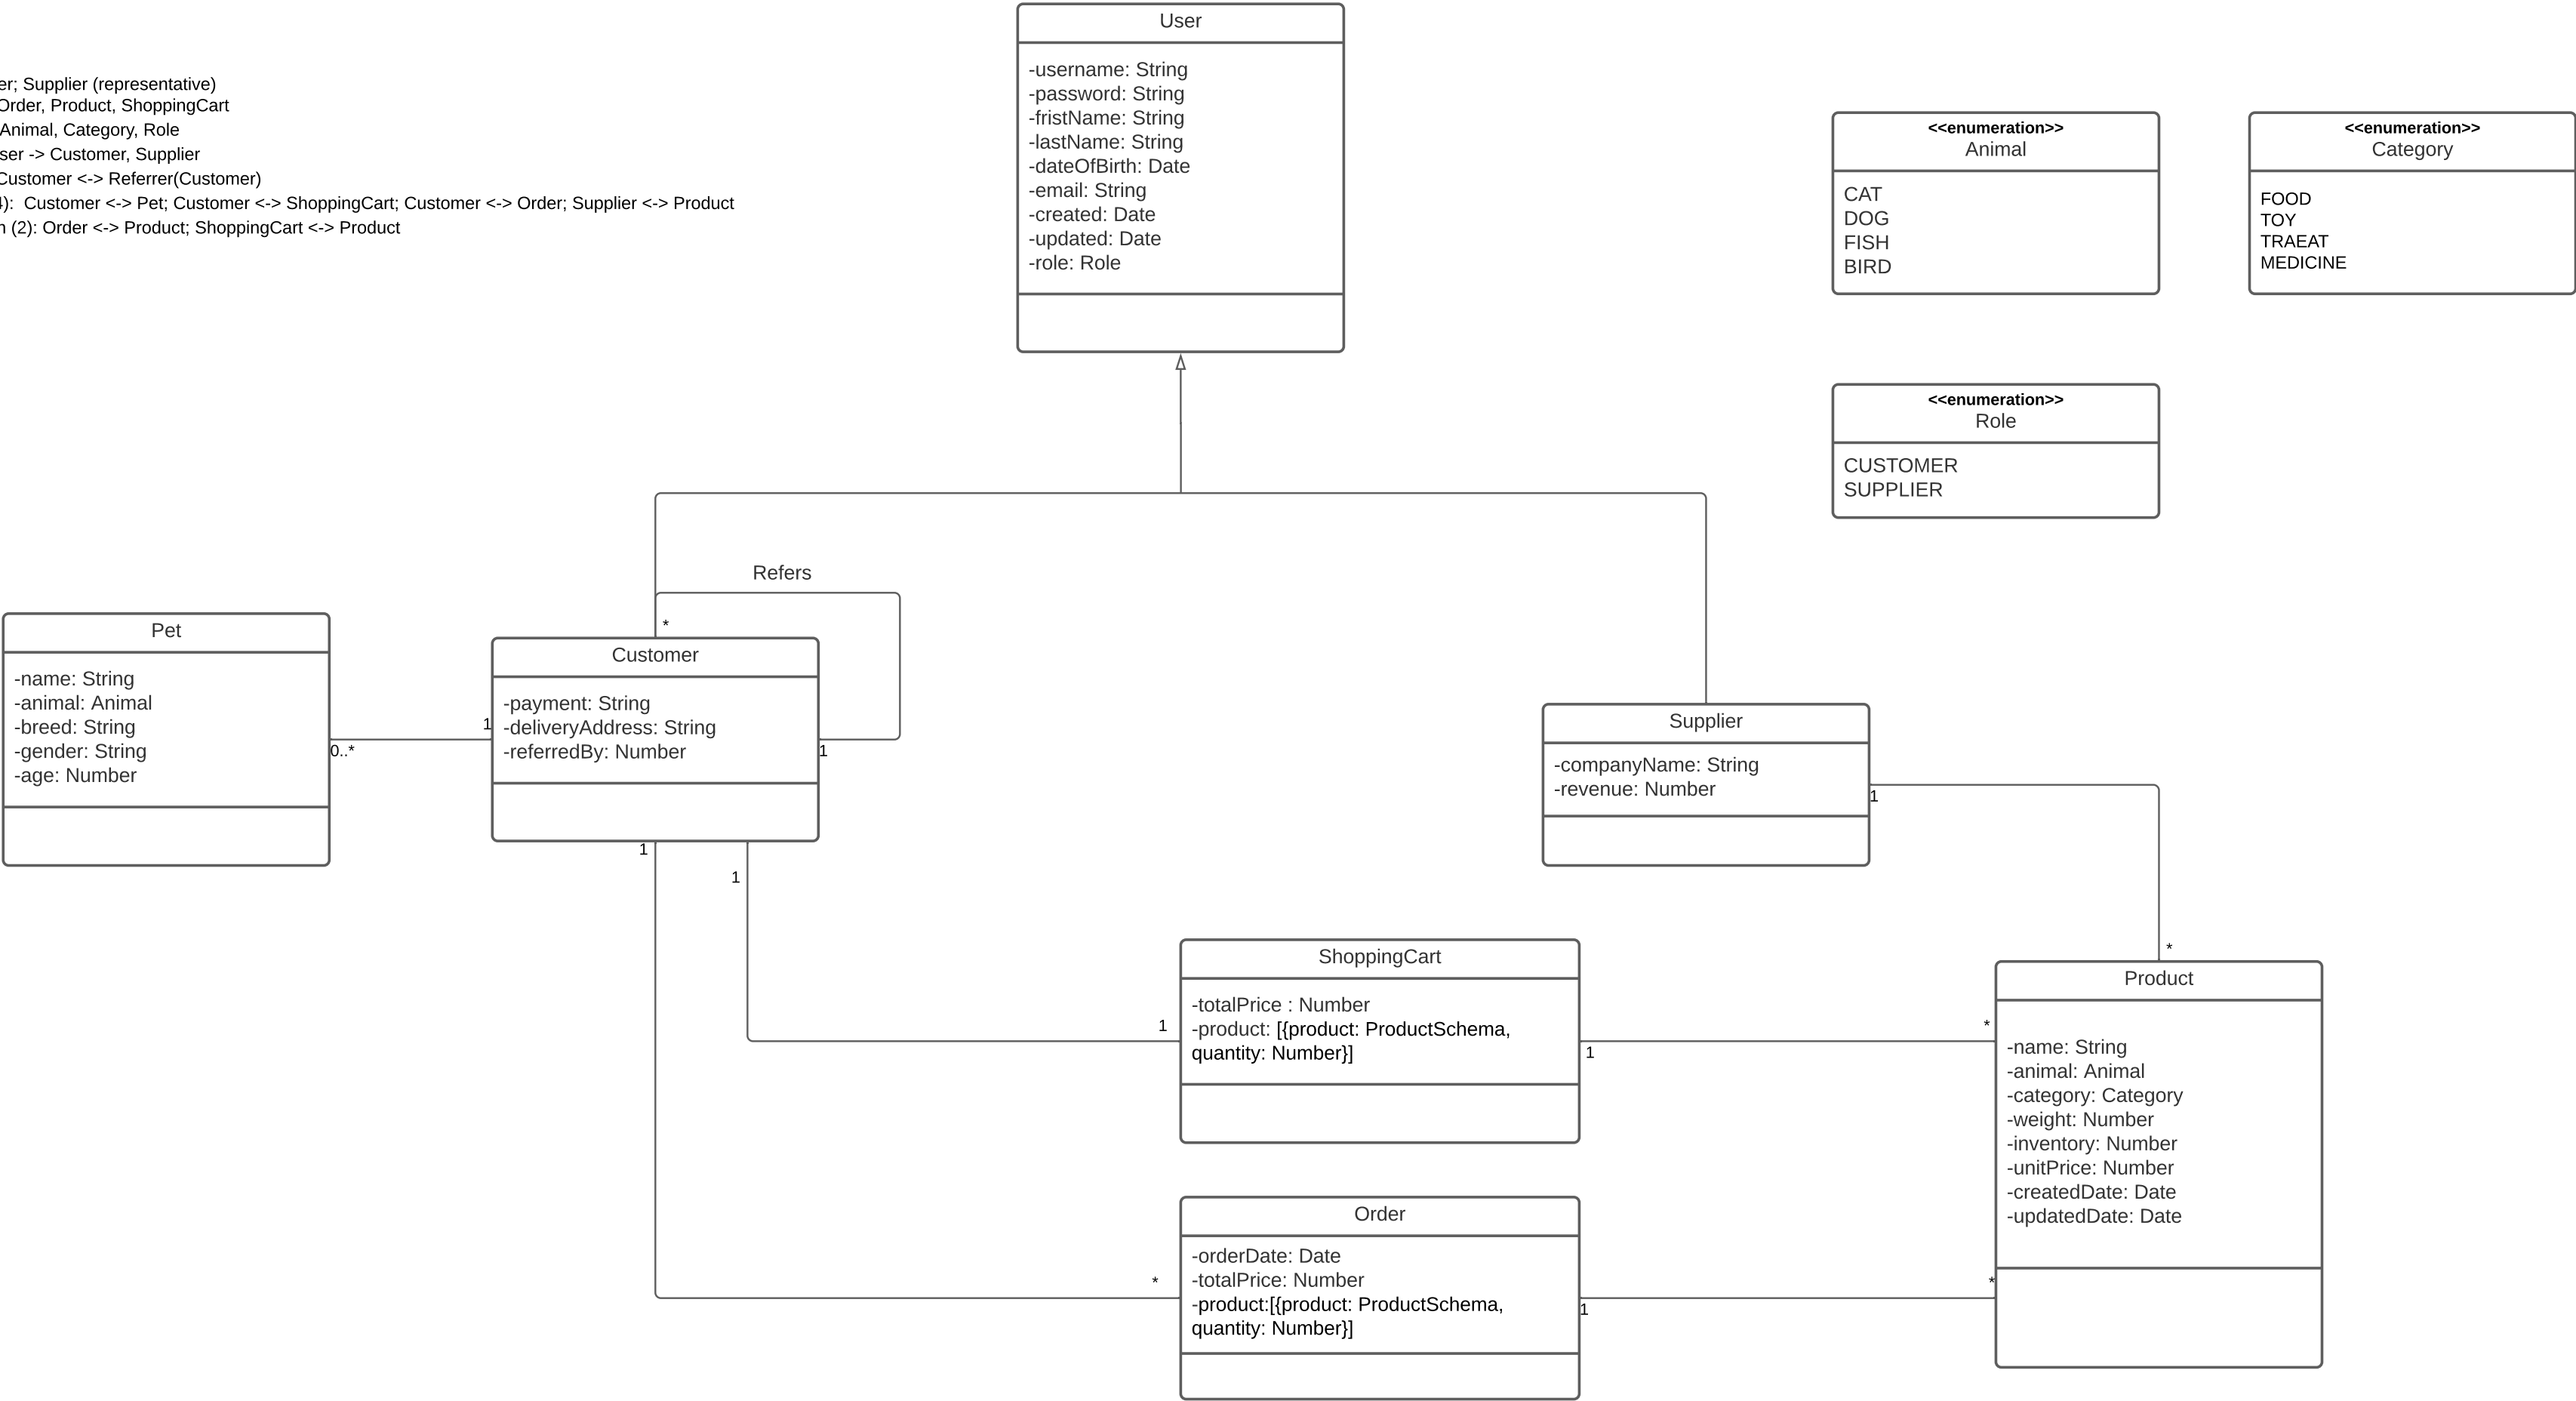 User
-username: String
-password: String
-fristName: String
-lastName: String
-dateOfBirth: Date
-email: String
-created: Date
-updated: Date
-role: Role
er; Supplier (representative)
Order, Product, ShoppingCart
Animal, Category, Role
ser -> Customer, Supplier
Customer <-> Referrer(Customer)
4):  Customer <-> Pet; Customer <-> ShoppingCart; Customer <-> Order; Supplier <-> Product
n (2): Order <-> Product; ShoppingCart <-> Product
<<enumeration>>
Animal
CAT
DOG
FISH
BIRD
<<enumeration>>
Category
FOOD
TOY
TRAEAT
MEDICINE
<<enumeration>>
Role
CUSTOMER
SUPPLIER
Refers
*
1
Pet
-name: String
-animal: Animal
-breed: String
-gender: String
-age: Number
0..*
1
Customer
-payment: String
-deliveryAddress: String
-referredBy: Number
1
1
Supplier
-companyName: String
-revenue: Number
1
*
1
ShoppingCart
-totalPrice : Number
-product: [{product: ProductSchema,
quantity: Number}]
1
*
Product
-name: String
-animal: Animal
-category: Category
-weight: Number
-inventory: Number
-unitPrice: Number
-createdDate: Date
-updatedDate: Date
*
Order
-orderDate: Date
-totalPrice: Number
-product:[{product: ProductSchema,
quantity: Number}]
1
*